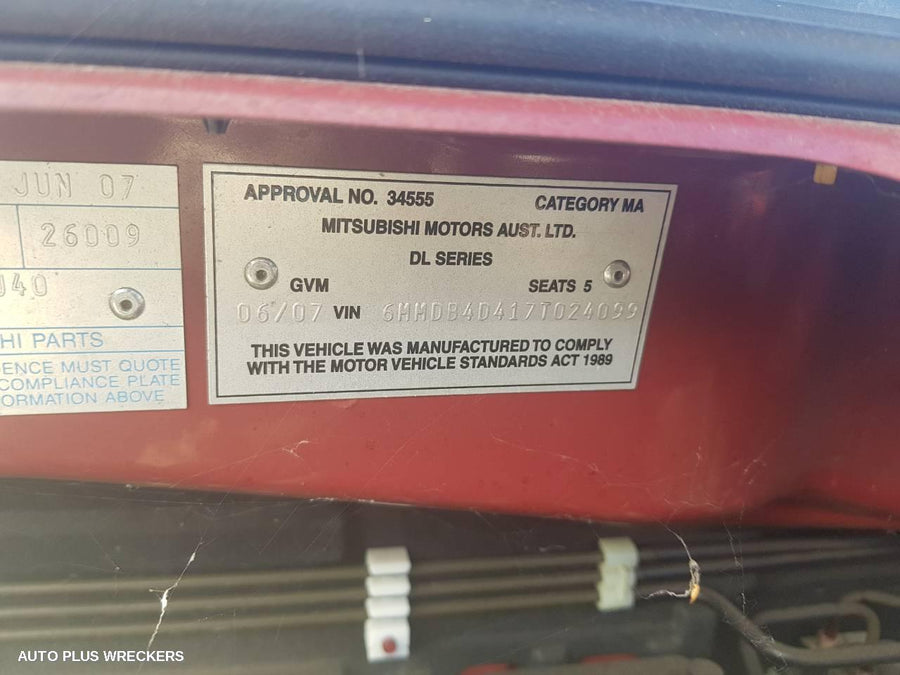 JUN 07
26009
J40
HI PARTS
ENCE MUST QUOTE
COMPLIANCE PLATE
ORMATION ABOVE
APPROVAL NO. 34555 CATEGORY MA
MITSUBISHI MOTORS AUST. LTD.
DL SERIES
GVM SEATS 5
06/07 VIN 6MMDB4D417T024099
THIS VEHICLE WAS MANUFACTURED TO COMPLY
WITH THE MOTOR VEHICLE STANDARDS ACT 1989
AUTO PLUS WRECKERS